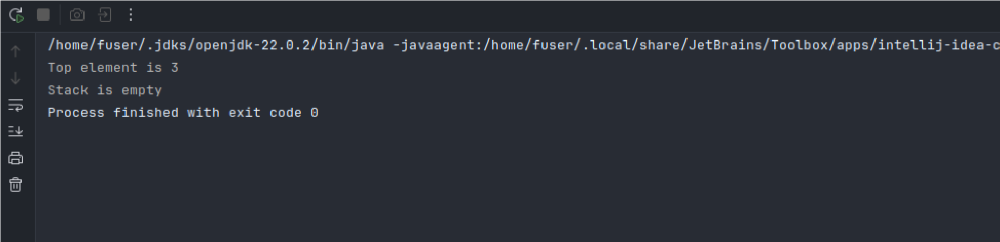 /home/fuser/.jdks/openjdk-22.0.2/bin/java -javaagent:/home/fuser/.local/share/JetBrains/Toolbox/apps/intellij-idea-c
Top element is 3
Stack is empty
Process finished with exit code 0